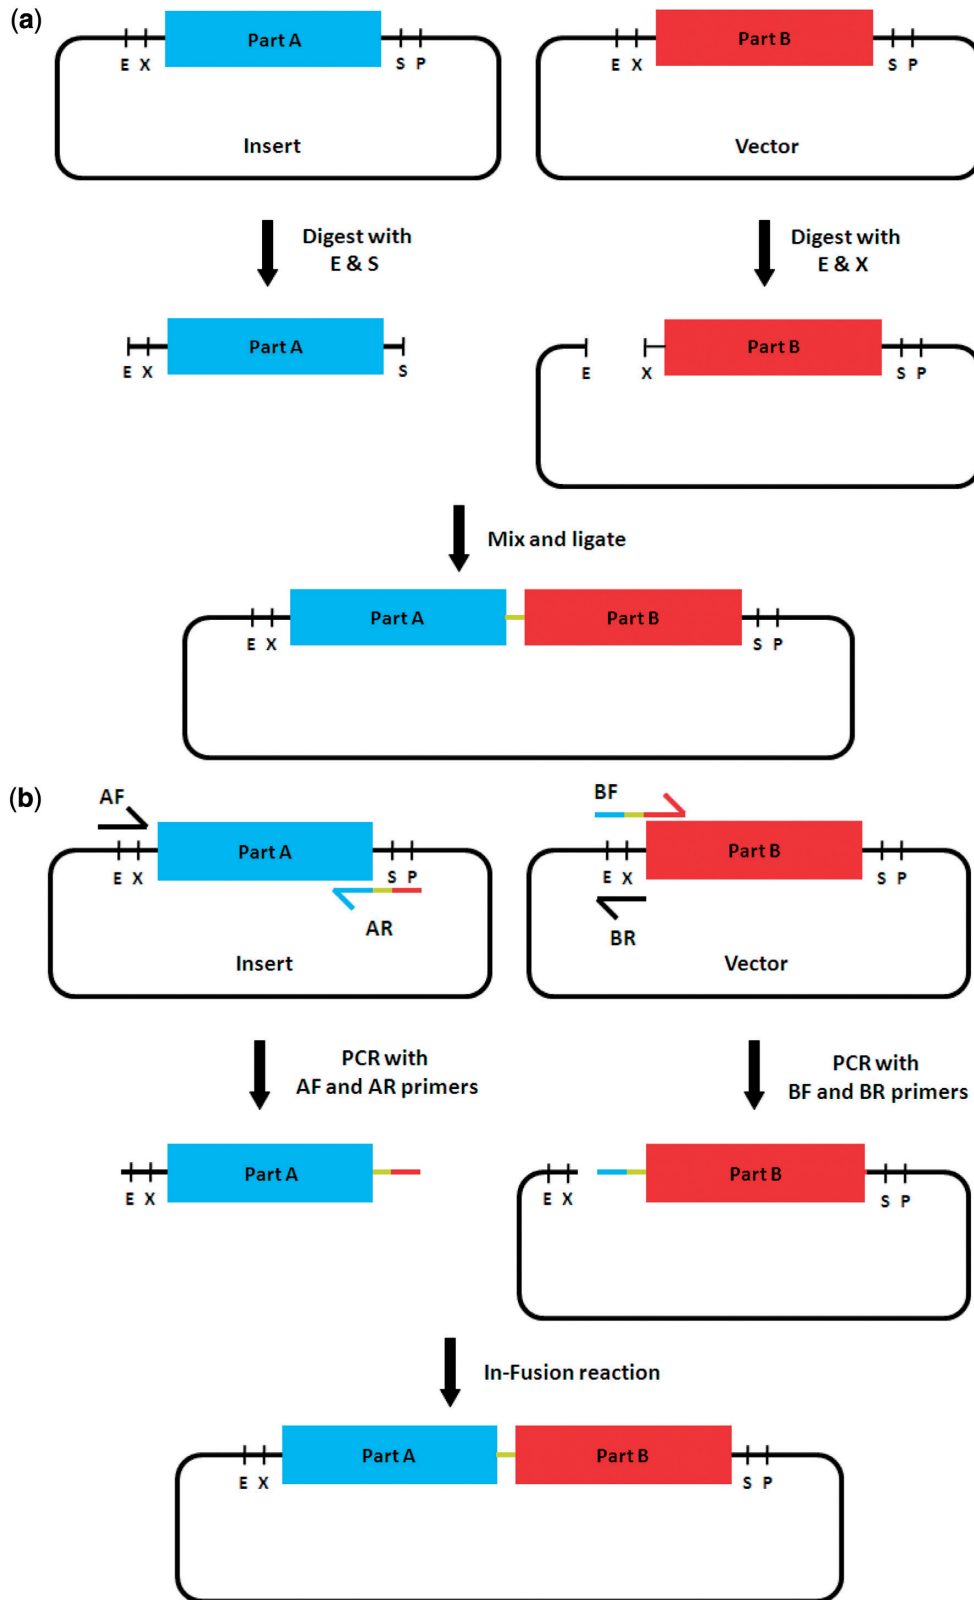 (a)
Part A
Part B
E X
S P
E X
S P
Insert
Vector
Digest with
E & S
Digest with
E & X
Part A
Part B
E X
S
E
X
S P
Mix and ligate
Part A
Part B
E X
S P
(b)
AF
BF
Part A
Part B
E X
S P
E X
S P
AR
BR
Insert
Vector
PCR with
AF and AR primers
PCR with
BF and BR primers
Part A
Part B
E X
E X
S P
In-Fusion reaction
Part A
Part B
E X
S P